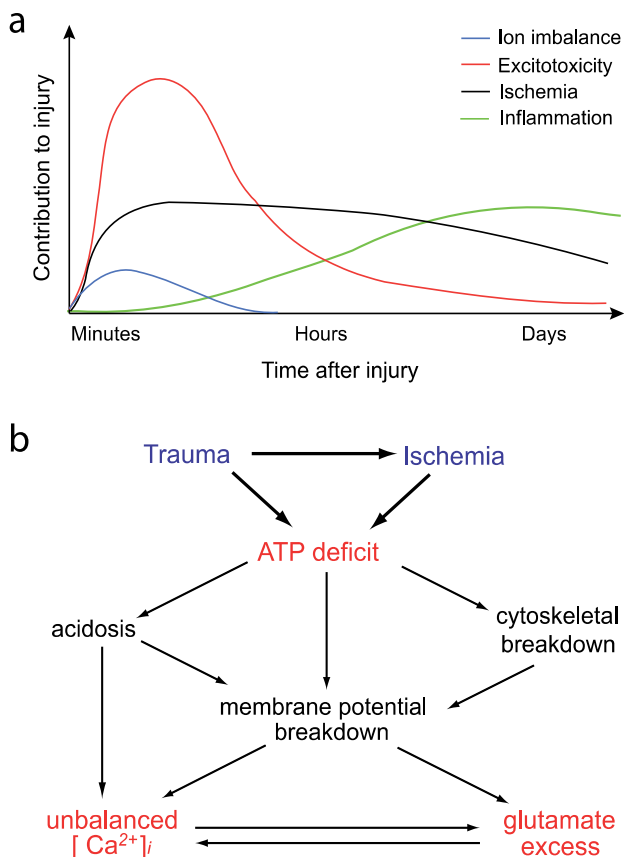 a
Ion imbalance
Excitotoxicity
Ischemia
Inflammation
Contribution to injury
Minutes
Hours
Days
Time after injury
b
Trauma
Ischemia
ATP deficit
acidosis
cytoskeletal
breakdown
membrane potential
breakdown
unbalanced
[ Ca²⁺]i
glutamate
excess